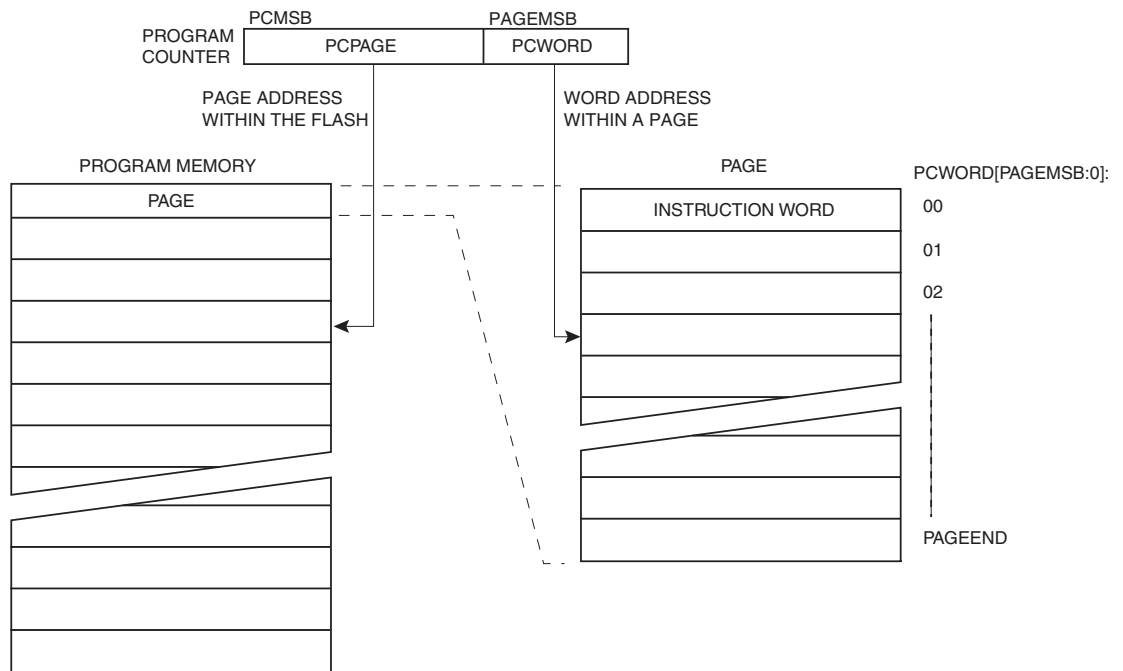 PCMSB
PAGEMSB
PROGRAM
COUNTER
PCPAGE
PCWORD
PAGE ADDRESS
WITHIN THE FLASH
WORD ADDRESS
WITHIN A PAGE
PROGRAM MEMORY
PAGE
PAGE
INSTRUCTION WORD
PCWORD[PAGEMSB:0]:
00
01
02
PAGEEND